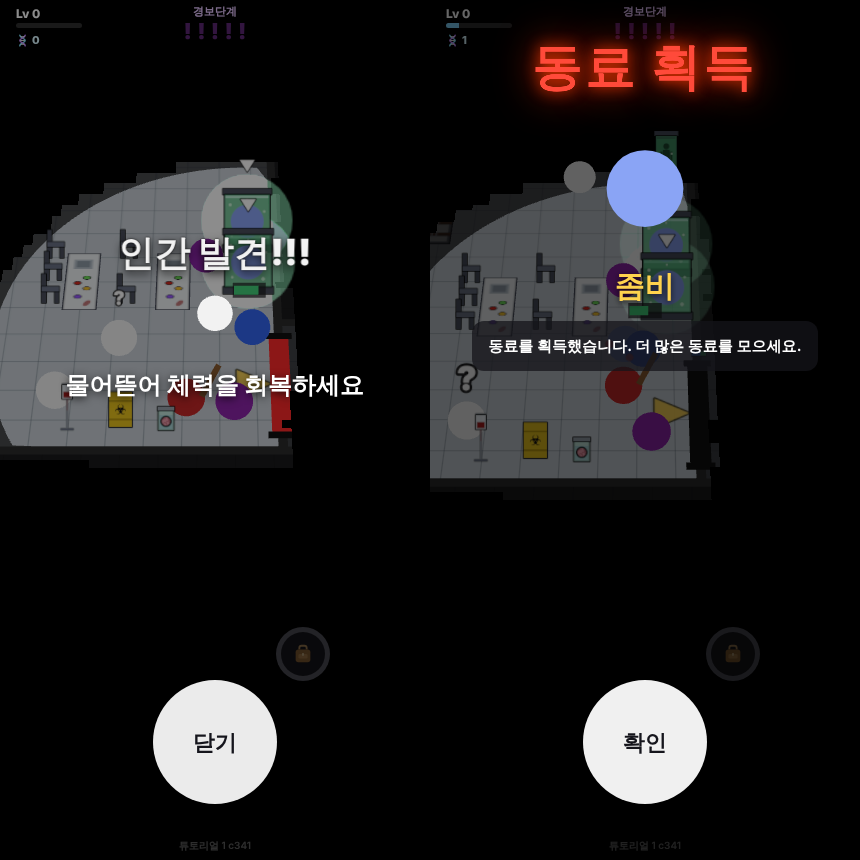 Lv 0
0
경보단계
! ! ! ! !
인간 발견!!!
?
물어뜯어 체력을 회복하세요
닫기
튜토리얼 1 c341
Lv 0
1
경보단계
! ! ! ! !
동료 획득
좀비
동료를 획득했습니다. 더 많은 동료를 모으세요.
?
확인
튜토리얼 1 c341